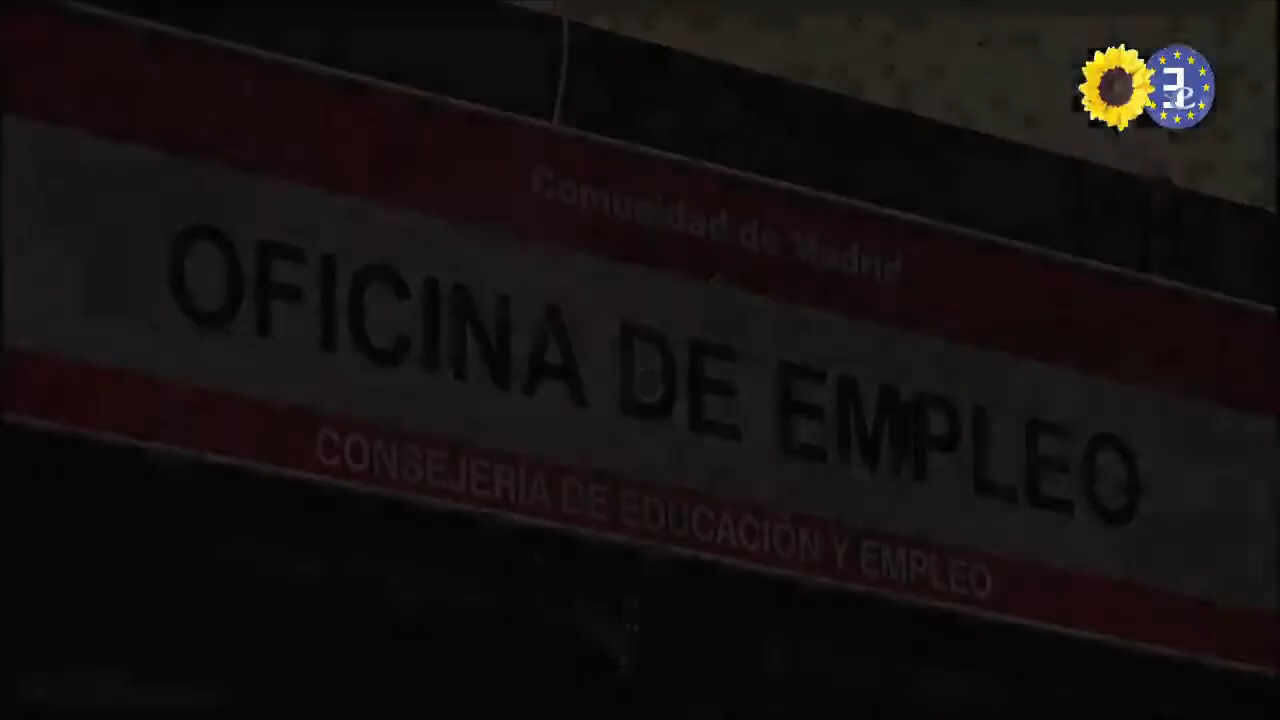 Comunidad de Madrid
OFICINA DE EMPLEO
CONSEJERÍA DE EDUCACIÓN Y EMPLEO